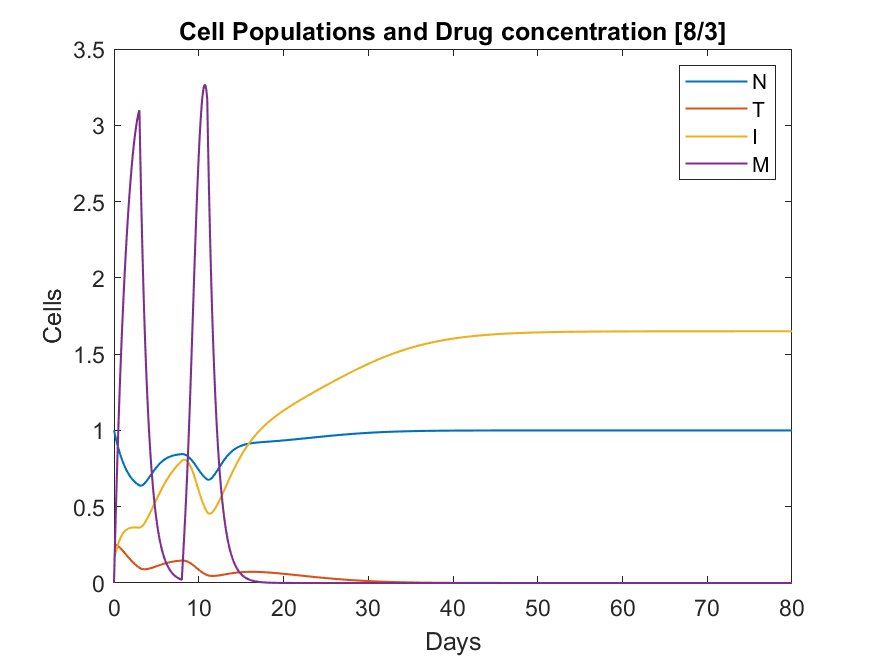 Cell Populations and Drug concentration [8/3]
3.5
3
2.5
2
1.5
1
0.5
0
Cells
N
T
I
M
0 10 20 30 40 50 60 70 80
Days